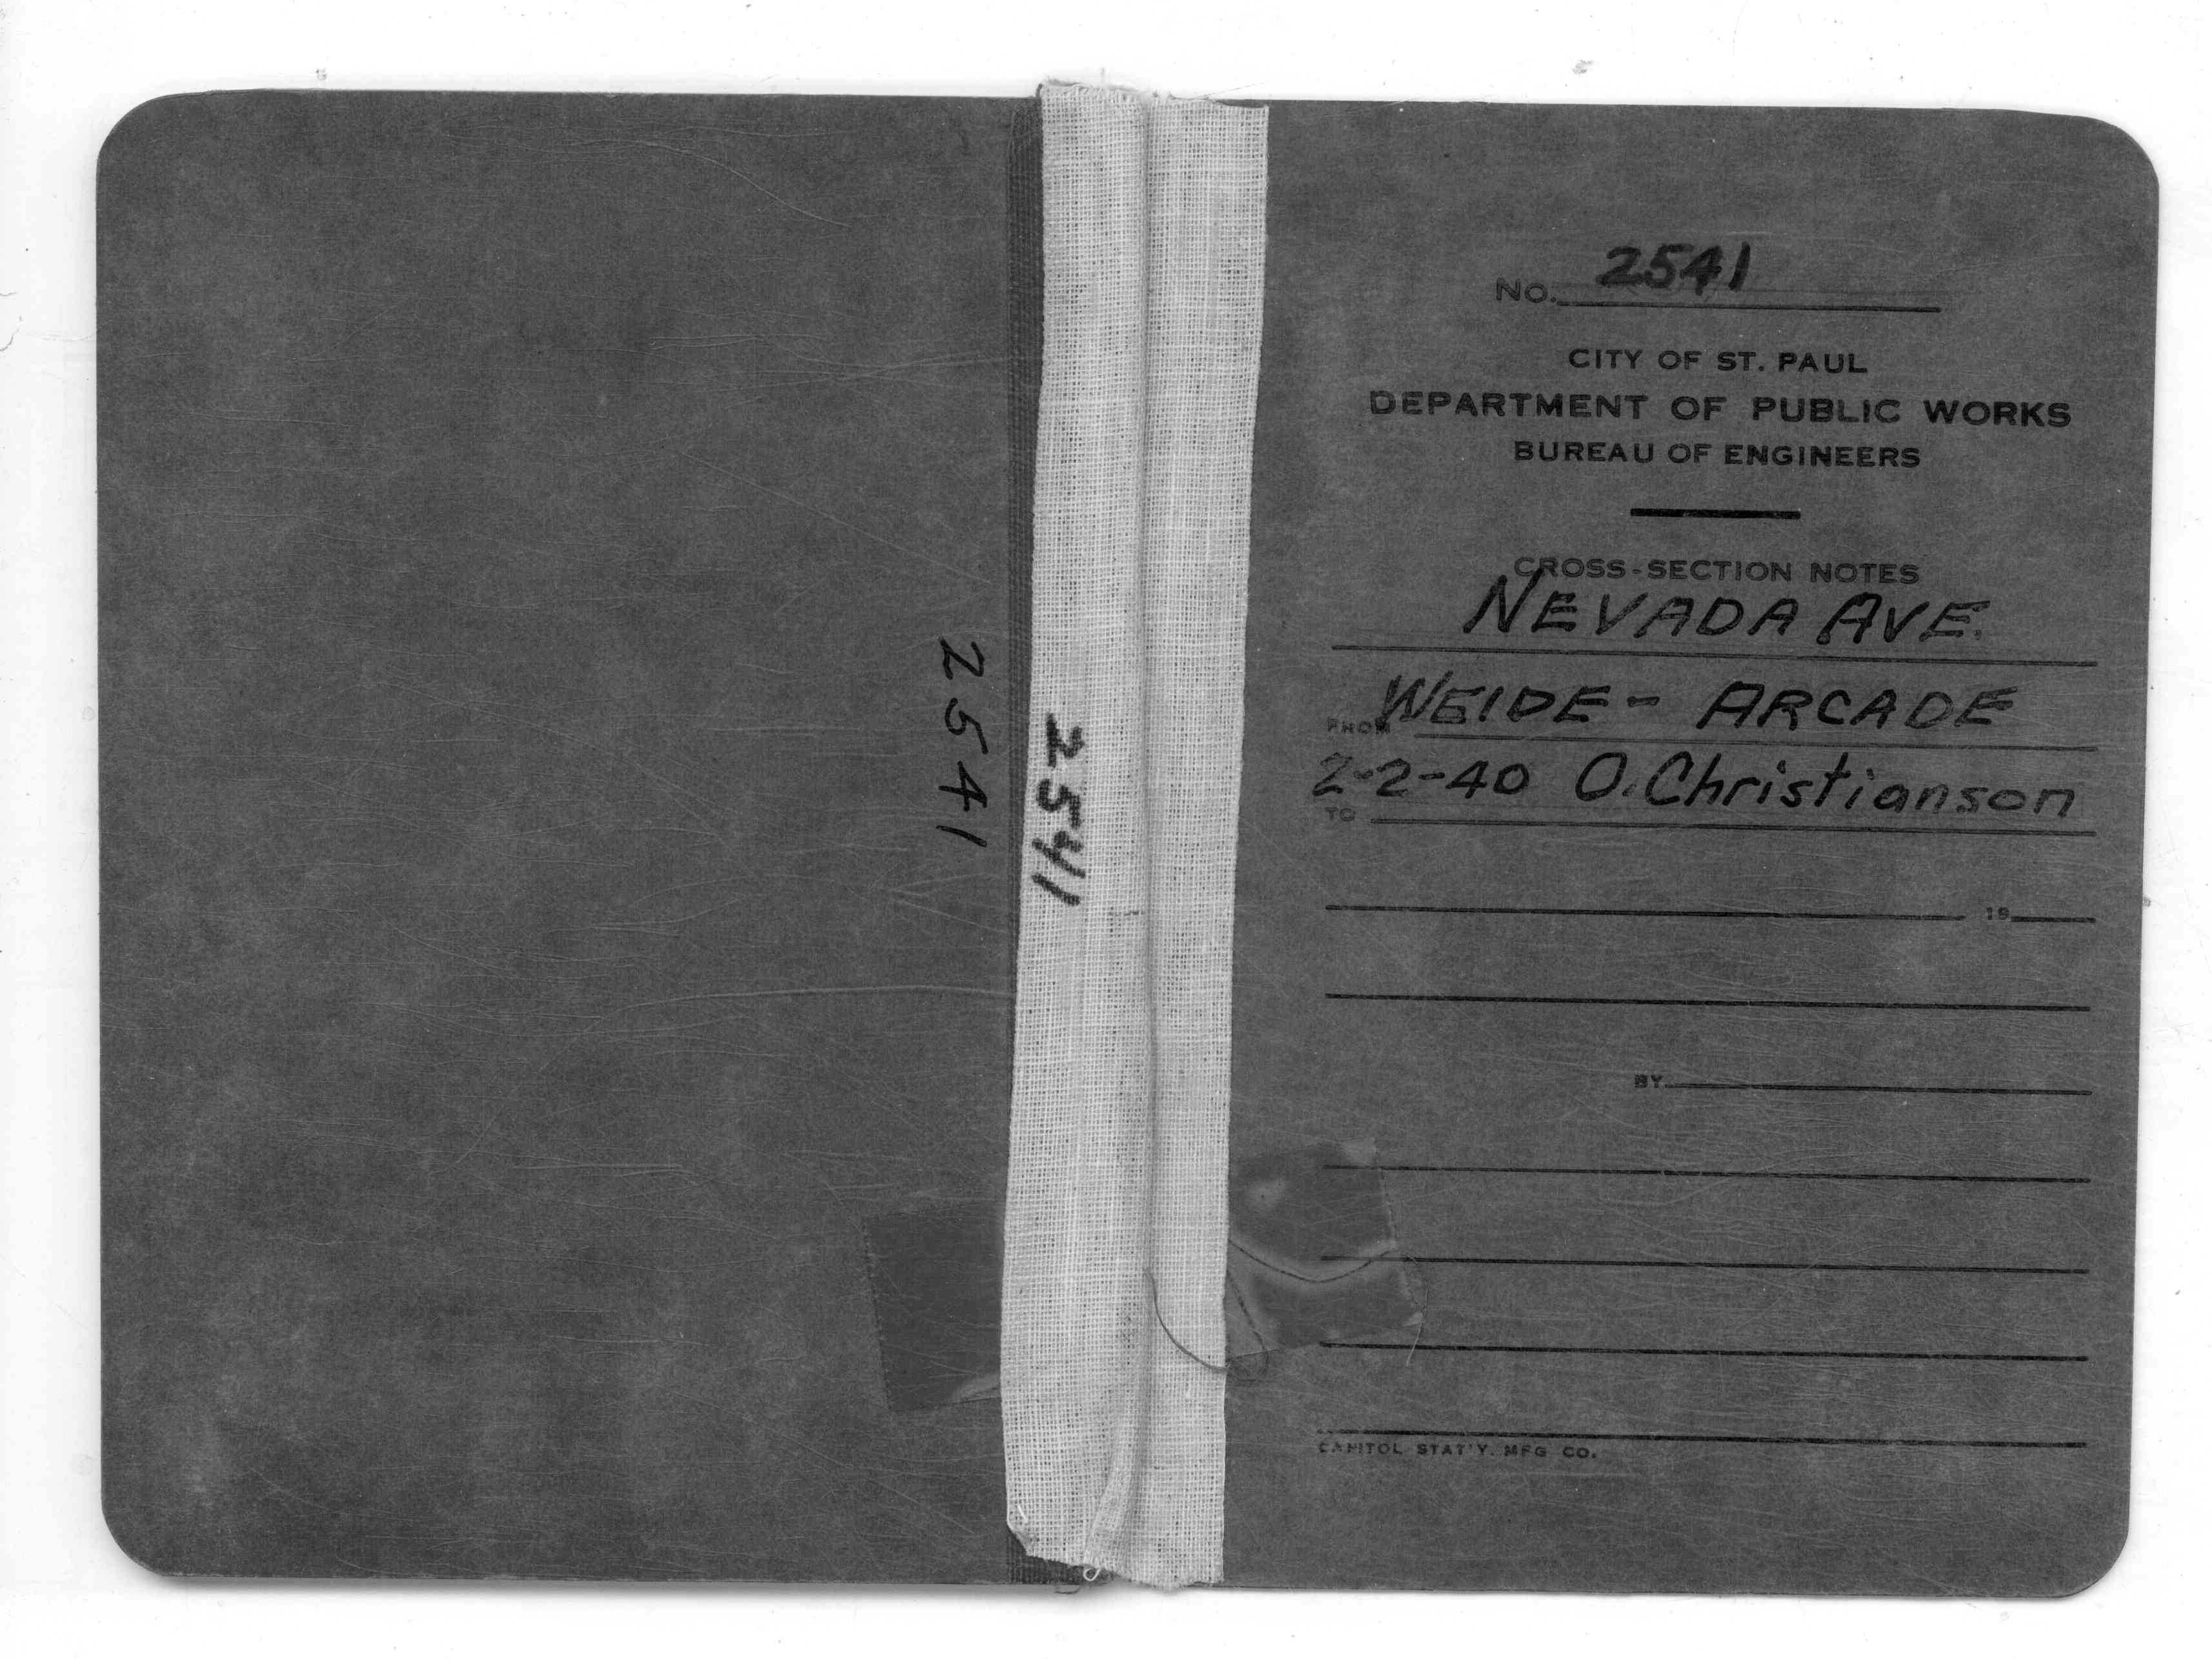 2541
2541
No. 2541
CITY OF ST. PAUL
DEPARTMENT OF PUBLIC WORKS
BUREAU OF ENGINEERS
CROSS-SECTION NOTES
NEVADA AVE.
FROM WEIDE - ARCADE
2-2-40 O. Christianson
TO
19
BY
CAPITOL STAT'Y. MFG CO.